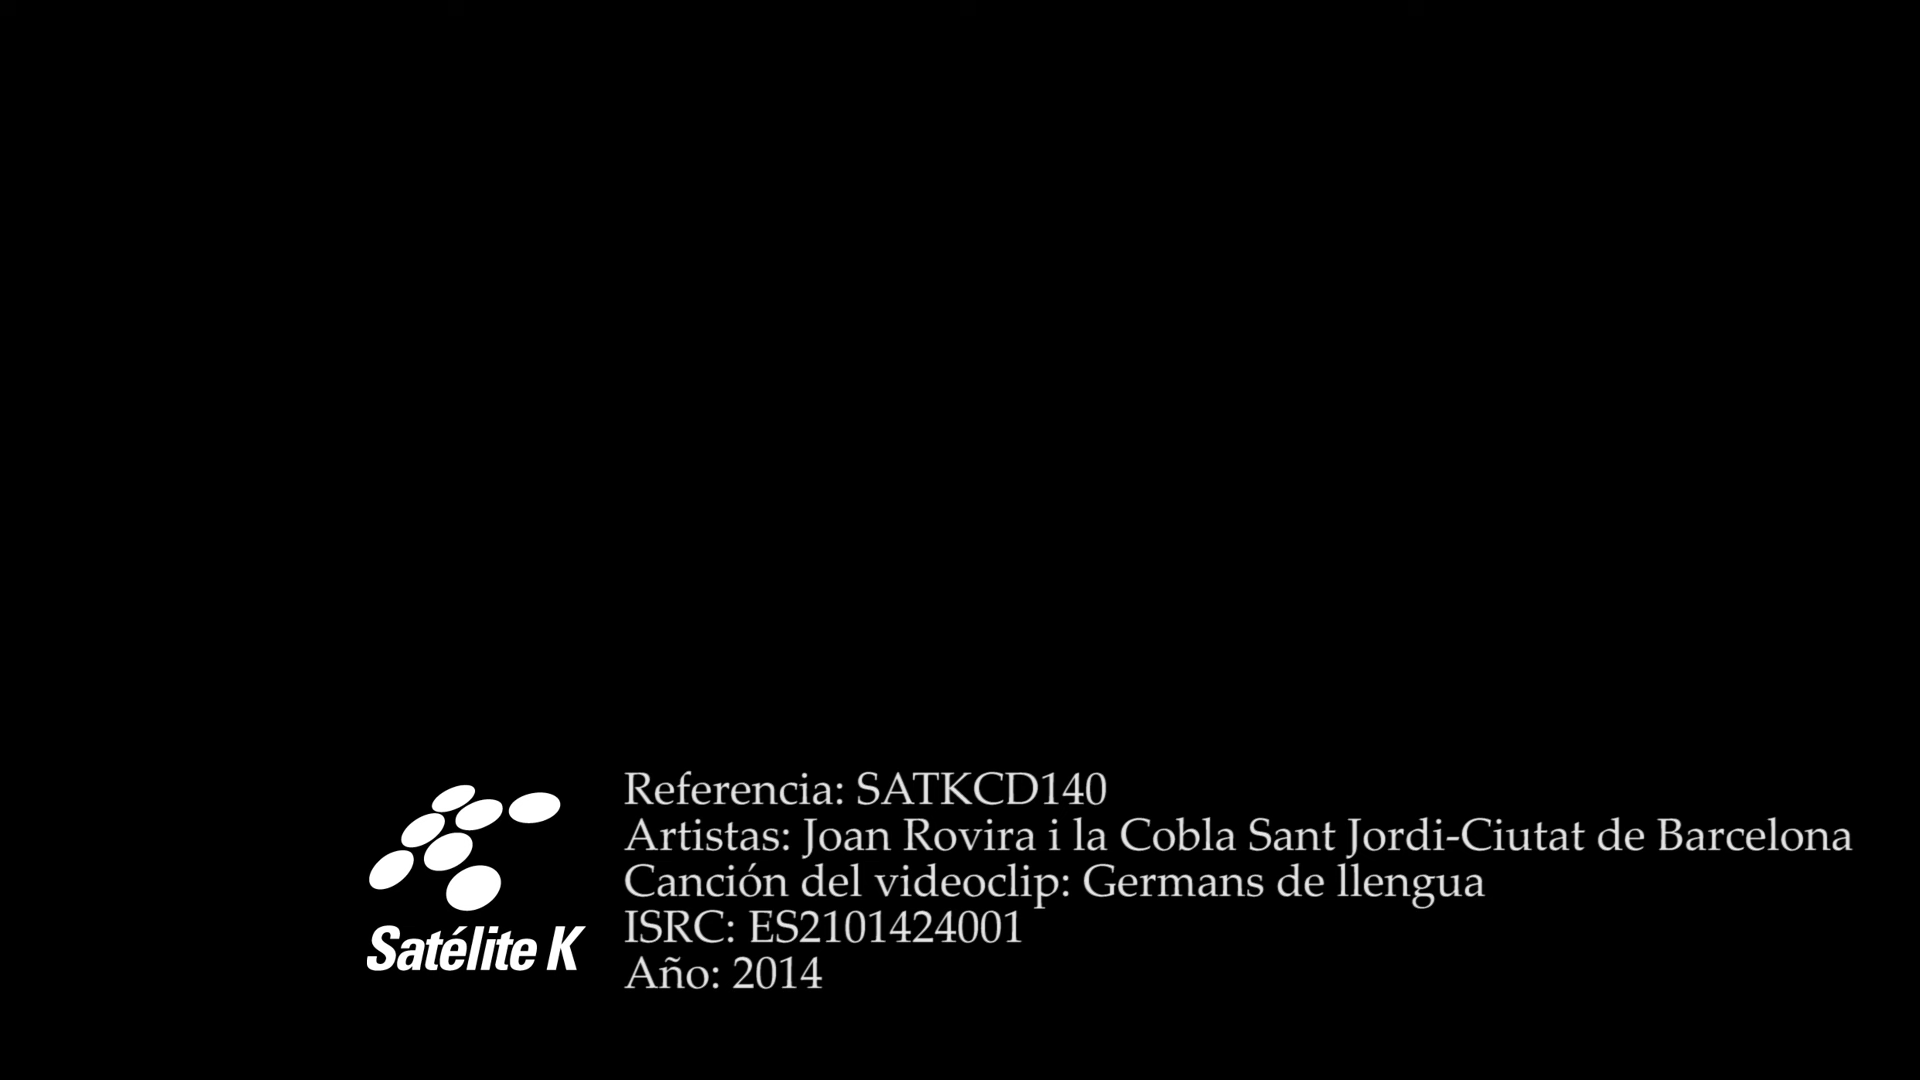 Referencia: SATKCD140
Artistas: Joan Rovira i la Cobla Sant Jordi-Ciutat de Barcelona
Canción del videoclip: Germans de llengua
ISRC: ES2101424001
Año: 2014
Satélite K